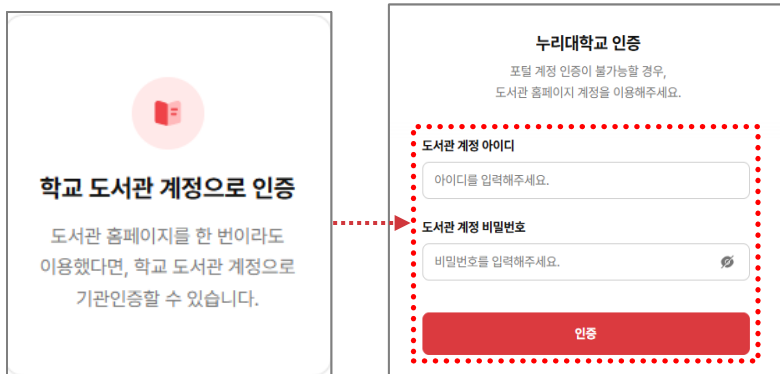 학교 도서관 계정으로 인증
도서관 홈페이지를 한 번이라도
이용했다면, 학교 도서관 계정으로
기관인증할 수 있습니다.
누리대학교 인증
포털 계정 인증이 불가능할 경우,
도서관 홈페이지 계정을 이용해주세요.
도서관 계정 아이디
아이디를 입력해주세요.
도서관 계정 비밀번호
비밀번호를 입력해주세요.
인증